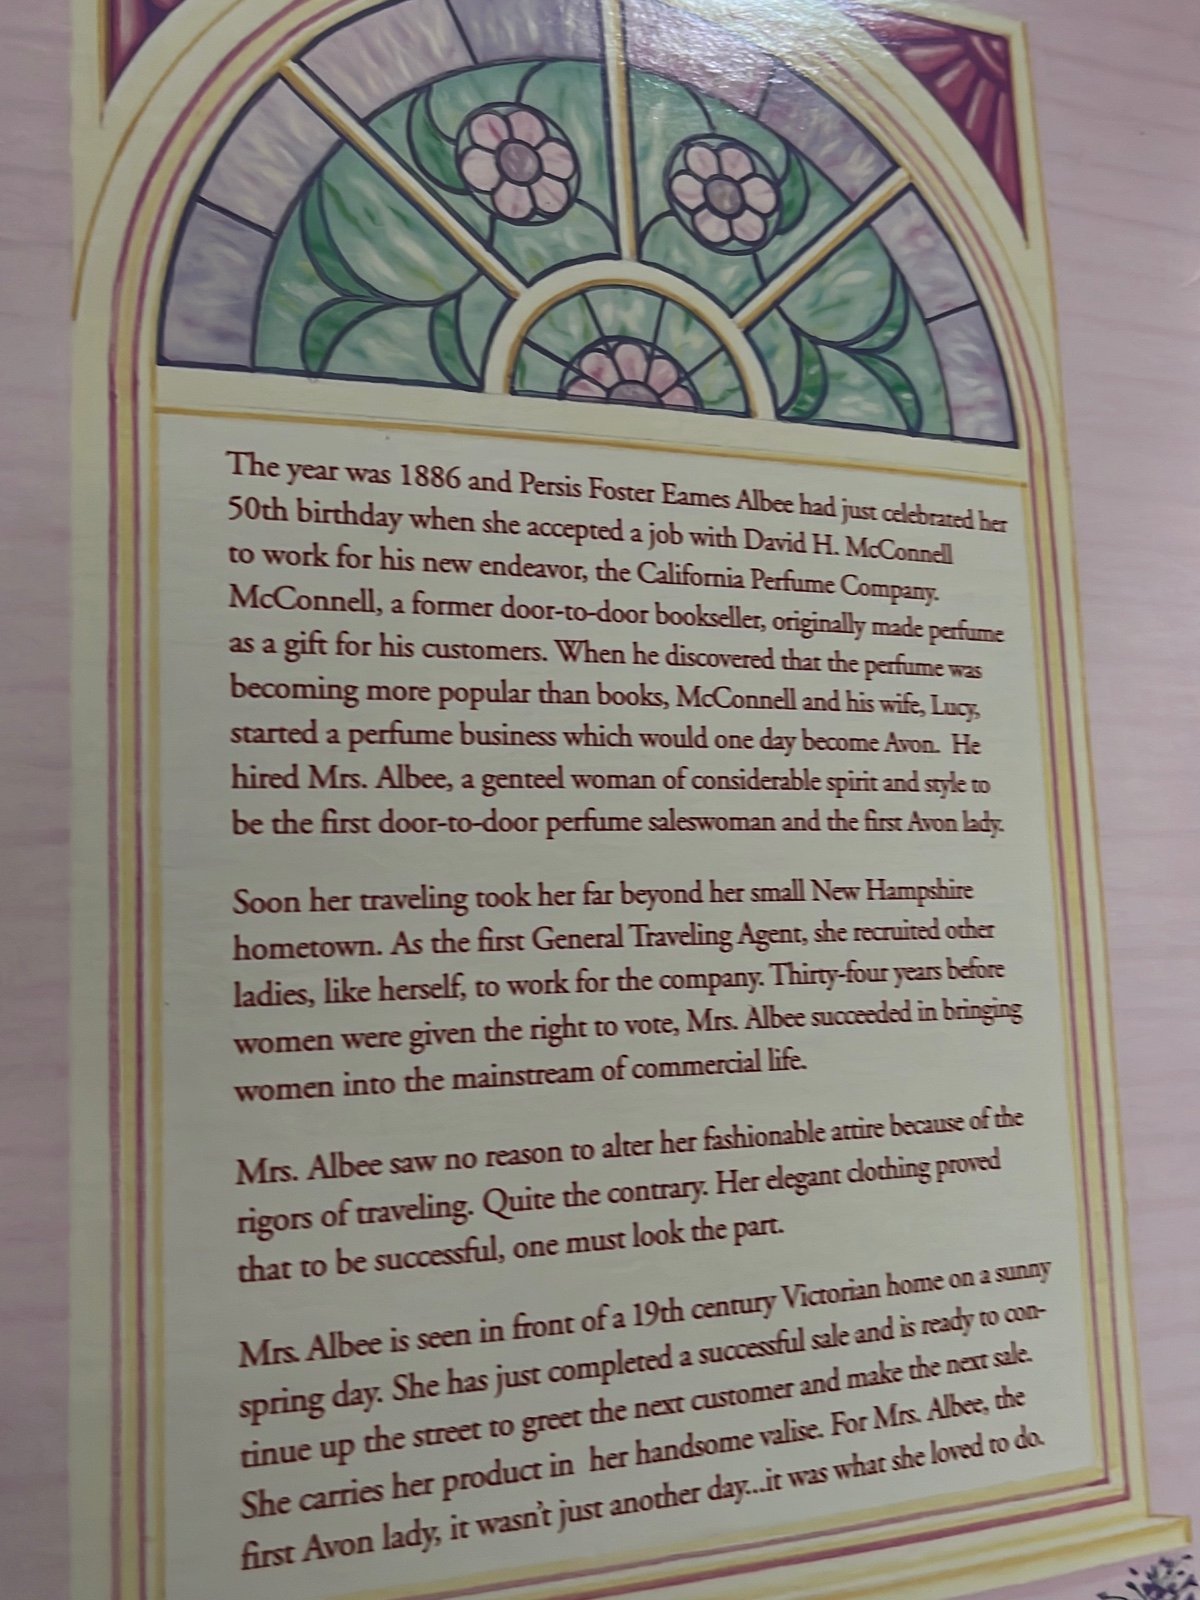 The year was 1886 and Persis Foster Eames Albee had just celebrated her
50th birthday when she accepted a job with David H. McConnell
to work for his new endeavor, the California Perfume Company.
McConnell, a former door-to-door bookseller, originally made perfume
as a gift for his customers. When he discovered that the perfume was
becoming more popular than books, McConnell and his wife, Lucy,
started a perfume business which would one day become Avon. He
hired Mrs. Albee, a genteel woman of considerable spirit and style to
be the first door-to-door perfume saleswoman and the first Avon lady.
Soon her traveling took her far beyond her small New Hampshire
hometown. As the first General Traveling Agent, she recruited other
ladies, like herself, to work for the company. Thirty-four years before
women were given the right to vote, Mrs. Albee succeeded in bringing
women into the mainstream of commercial life.
Mrs. Albee saw no reason to alter her fashionable attire because of the
rigors of traveling. Quite the contrary. Her elegant clothing proved
that to be successful, one must look the part.
Mrs. Albee is seen in front of a 19th century Victorian home on a sunny
spring day. She has just completed a successful sale and is ready to con-
tinue up the street to greet the next customer and make the next sale.
She carries her product in her handsome valise. For Mrs. Albee, the
first Avon lady, it wasn't just another day...it was what she loved to do.